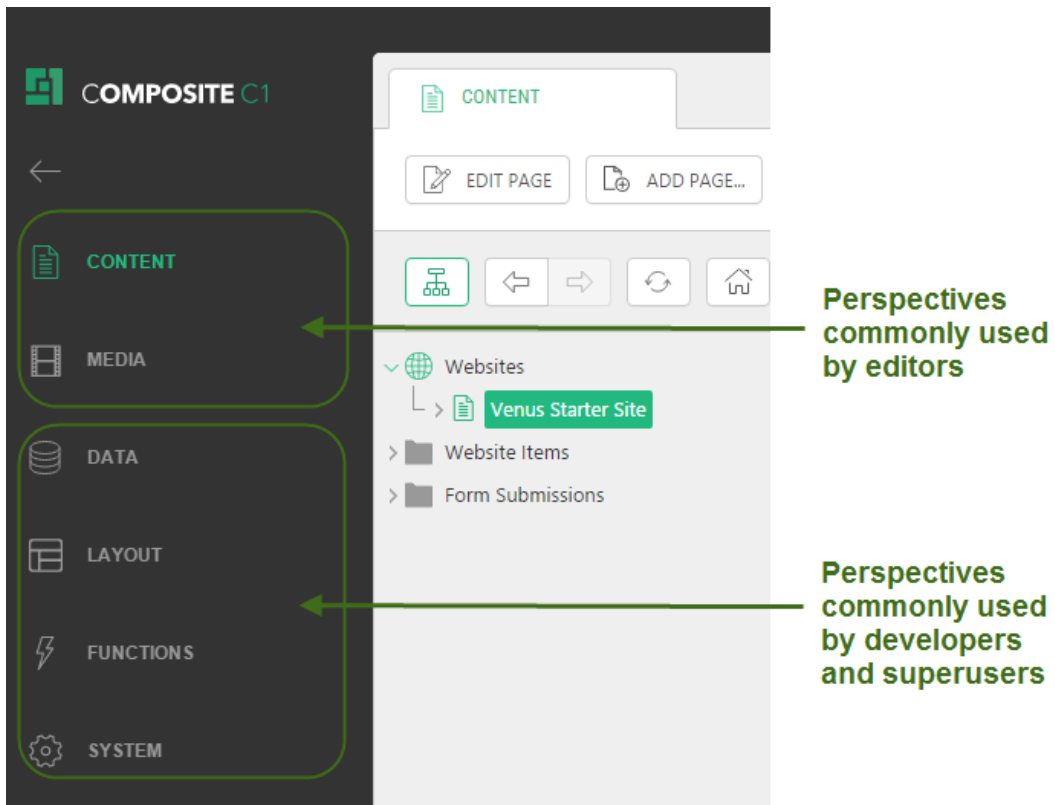 COMPOSITE C1
CONTENT
EDIT PAGE
ADD PAGE...
CONTENT
MEDIA
DATA
LAYOUT
FUNCTIONS
SYSTEM
Websites
Venus Starter Site
Website Items
Form Submissions
Perspectives
commonly used
by editors
Perspectives
commonly used
by developers
and superusers